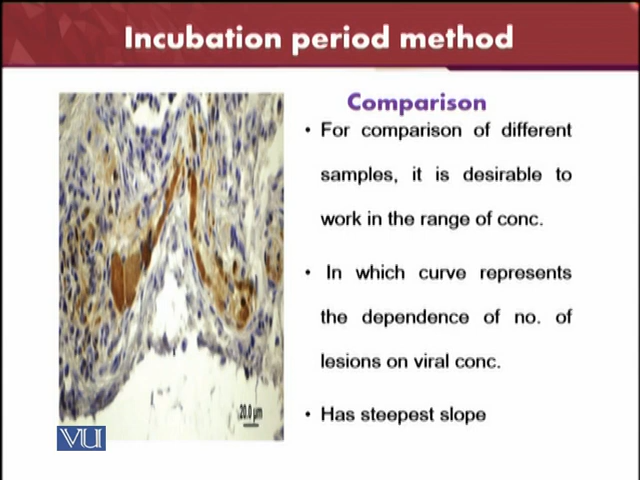 Incubation period method
Comparison
• For comparison of different
samples, it is desirable to
work in the range of conc.
• In which curve represents
the dependence of no. of
lesions on viral conc.
• Has steepest slope
20.0 µm
VU